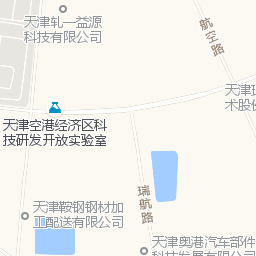 天津轧一益源
科技有限公司
航空路
天津
术股份
天津空港经济区科
技研发开放实验室
瑞航路
天津鞍钢钢材加
工配送有限公司
天津奥港汽车部件
科技发展有限公司